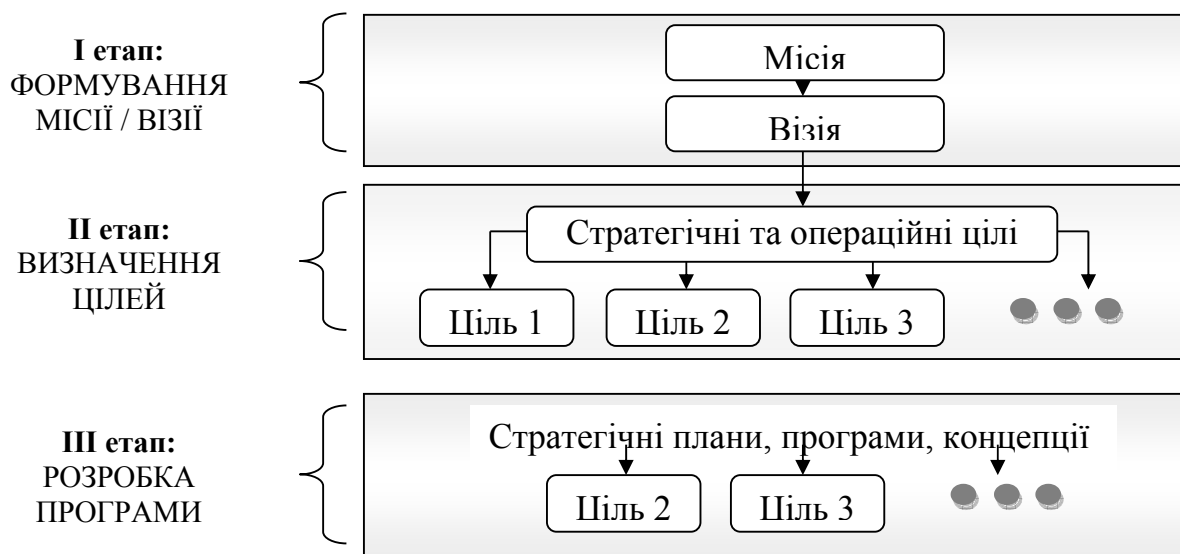 І етап:
ФОРМУВАННЯ
МІСІЇ / ВІЗІЇ
Місія
Візія
ІІ етап:
ВИЗНАЧЕННЯ
ЦІЛЕЙ
Стратегічні та операційні цілі
Ціль 1
Ціль 2
Ціль 3
ІІІ етап:
РОЗРОБКА
ПРОГРАМИ
Стратегічні плани, програми, концепції
Ціль 2
Ціль 3